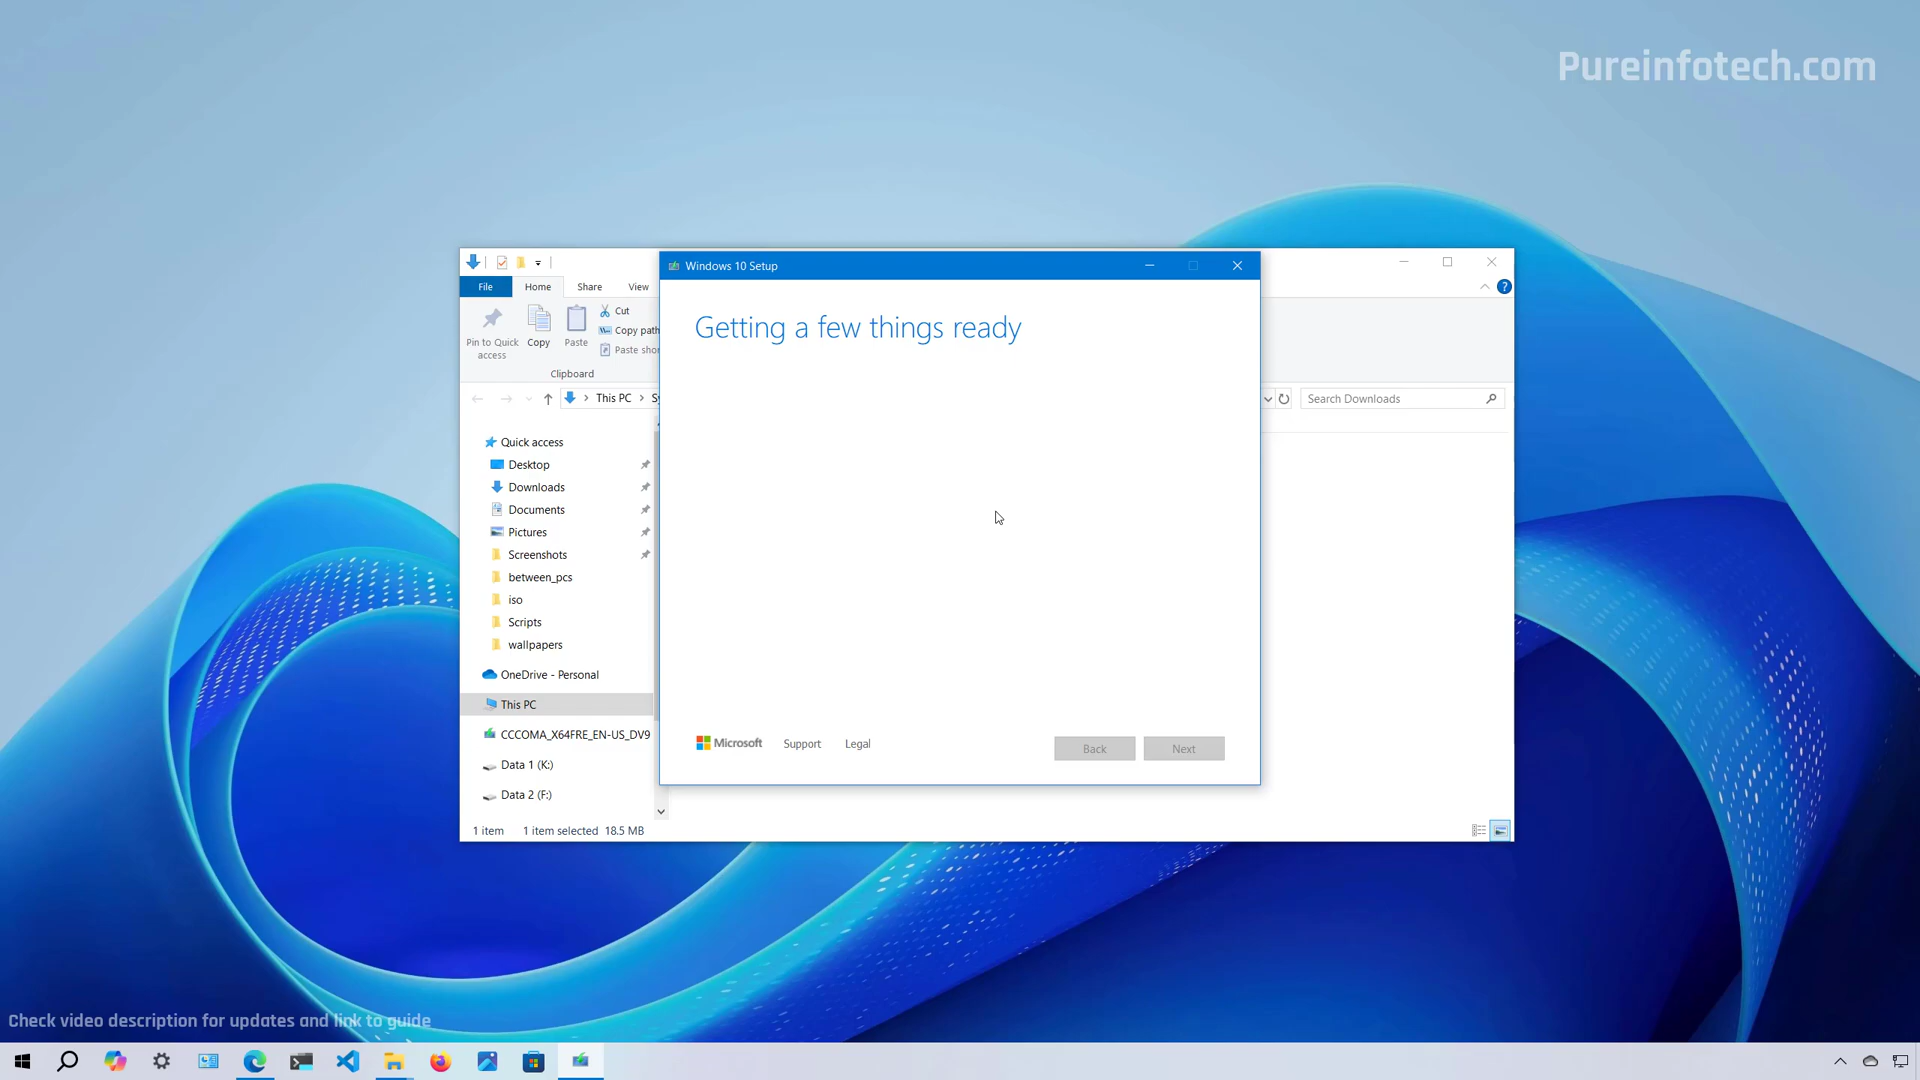 Pureinfotech.com
Windows 10 Setup
File
Home
Share
View
Pin to Quick
access
Copy
Paste
Cut
Copy path
Paste shor
Clipboard
This PC
Sy
Search Downloads
Getting a few things ready
Quick access
Desktop
Downloads
Documents
Pictures
Screenshots
between_pcs
iso
Scripts
wallpapers
OneDrive - Personal
This PC
CCCOMA_X64FRE_EN-US_DV9
Data 1 (K:)
Data 2 (F:)
Microsoft
Support
Legal
Back
Next
1 item
1 item selected 18.5 MB
Check video description for updates and link to guide